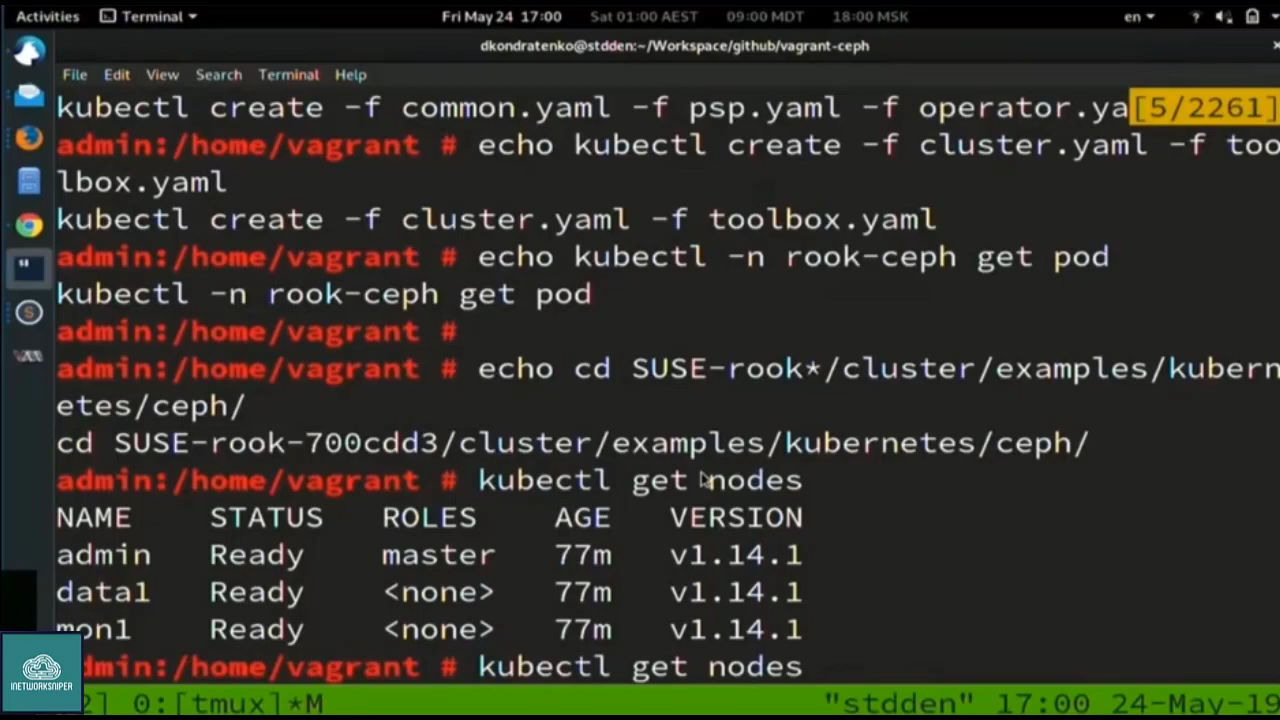 Activities Terminal Fri May 24 17:00 Sat 01:00 AEST 09:00 MDT 18:00 MSK en ?
dkondratenko@stdden:~/Workspace/github/vagrant-ceph
File Edit View Search Terminal Help
kubectl create -f common.yaml -f psp.yaml -f operator.ya[5/2261]
admin:/home/vagrant # echo kubectl create -f cluster.yaml -f too
lbox.yaml
kubectl create -f cluster.yaml -f toolbox.yaml
admin:/home/vagrant # echo kubectl -n rook-ceph get pod
kubectl -n rook-ceph get pod
admin:/home/vagrant #
admin:/home/vagrant # echo cd SUSE-rook*/cluster/examples/kubern
etes/ceph/
cd SUSE-rook-700cdd3/cluster/examples/kubernetes/ceph/
admin:/home/vagrant # kubectl get nodes
NAME STATUS ROLES AGE VERSION
admin Ready master 77m v1.14.1
data1 Ready <none> 77m v1.14.1
mon1 Ready <none> 77m v1.14.1
dmin:/home/vagrant # kubectl get nodes
2] 0:[tmux]*M "stdden" 17:00 24-May-19
INETWORKSNIPER